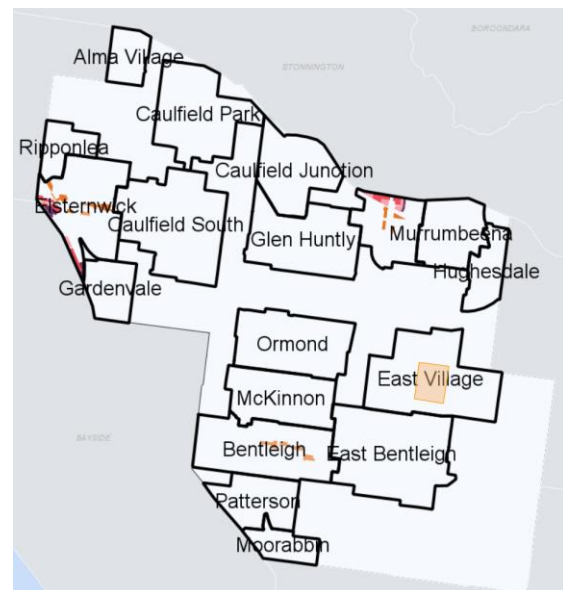 BOROONDARA
Alma Village
STONNINGTON
Caulfield Park
Ripponlea
Caulfield Junction
Elsternwick
Caulfield South
Glen Huntly
Murrumbeena
Hughesdale
Gardenvale
Ormond
East Village
McKinnon
BAYSIDE
Bentleigh
East Bentleigh
Patterson
Moorabbin